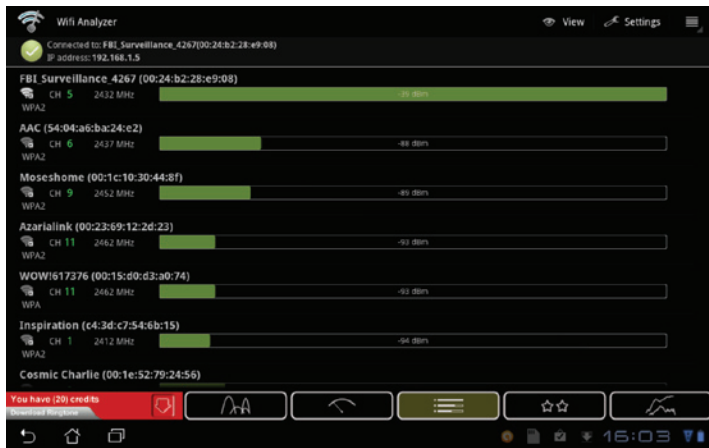 Wifi Analyzer View Settings
Connected to: FBI_Surveillance_4267(00:24:b2:28:e9:08)
IP address: 192.168.1.5
FBI_Surveillance_4267 (00:24:b2:28:e9:08)
CH 5 2432 MHz -39 dBm
WPA2
AAC (54:04:a6:ba:24:e2)
CH 6 2437 MHz -88 dBm
WPA2
Moseshome (00:1c:10:30:44:8f)
CH 9 2452 MHz -89 dBm
WPA2
Azarialink (00:23:69:12:2d:23)
CH 11 2462 MHz -93 dBm
WPA2
WOW!617376 (00:15:d0:d3:a0:74)
CH 11 2462 MHz -93 dBm
WPA
Inspiration (c4:3d:c7:54:6b:15)
CH 1 2412 MHz -94 dBm
WPA2
Cosmic Charlie (00:1e:52:79:24:56)
You have (20) credits
Download Ringtone
16:03